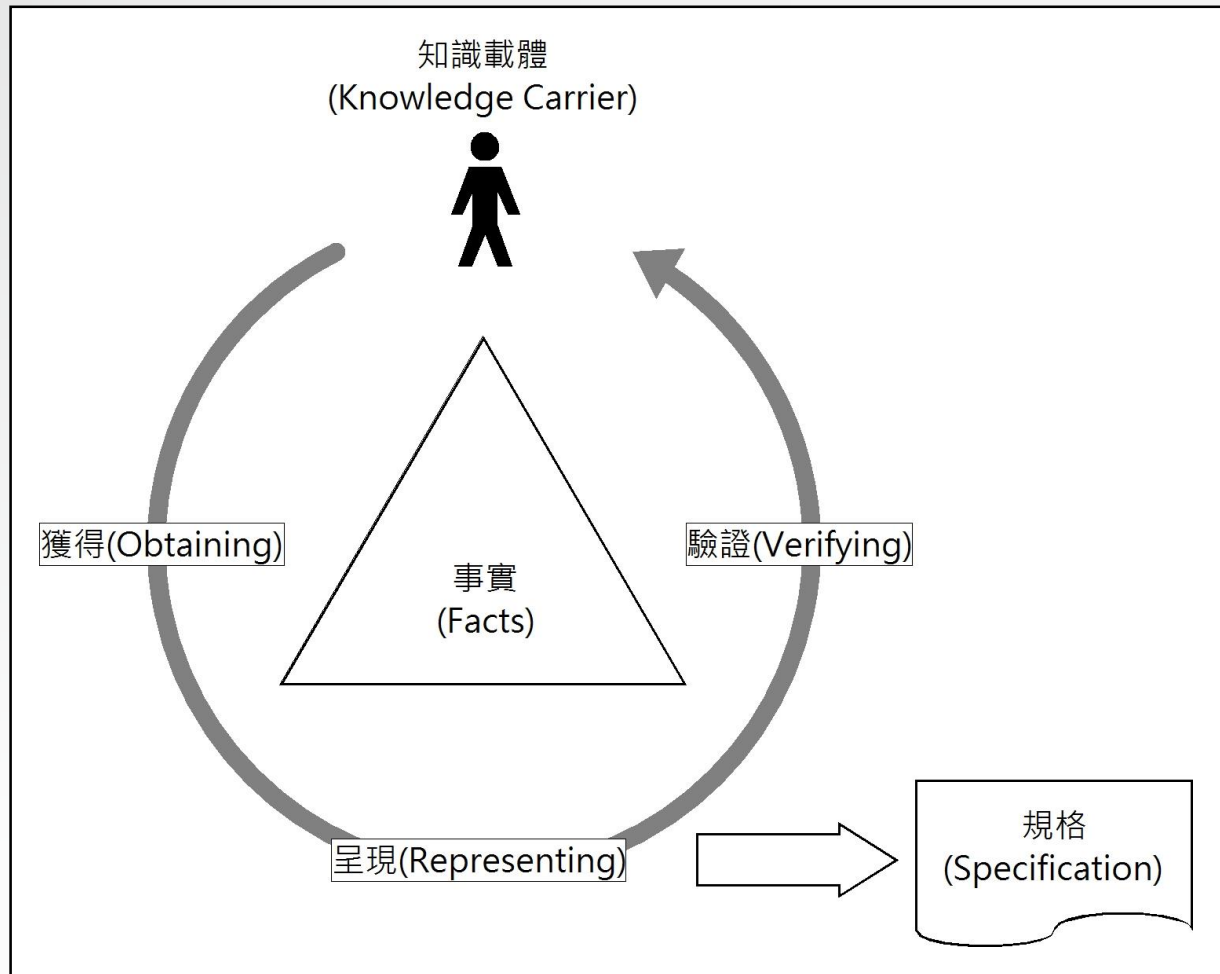 知識載體
(Knowledge Carrier)
獲得(Obtaining)
驗證(Verifying)
事實
(Facts)
呈現(Representing)
規格
(Specification)